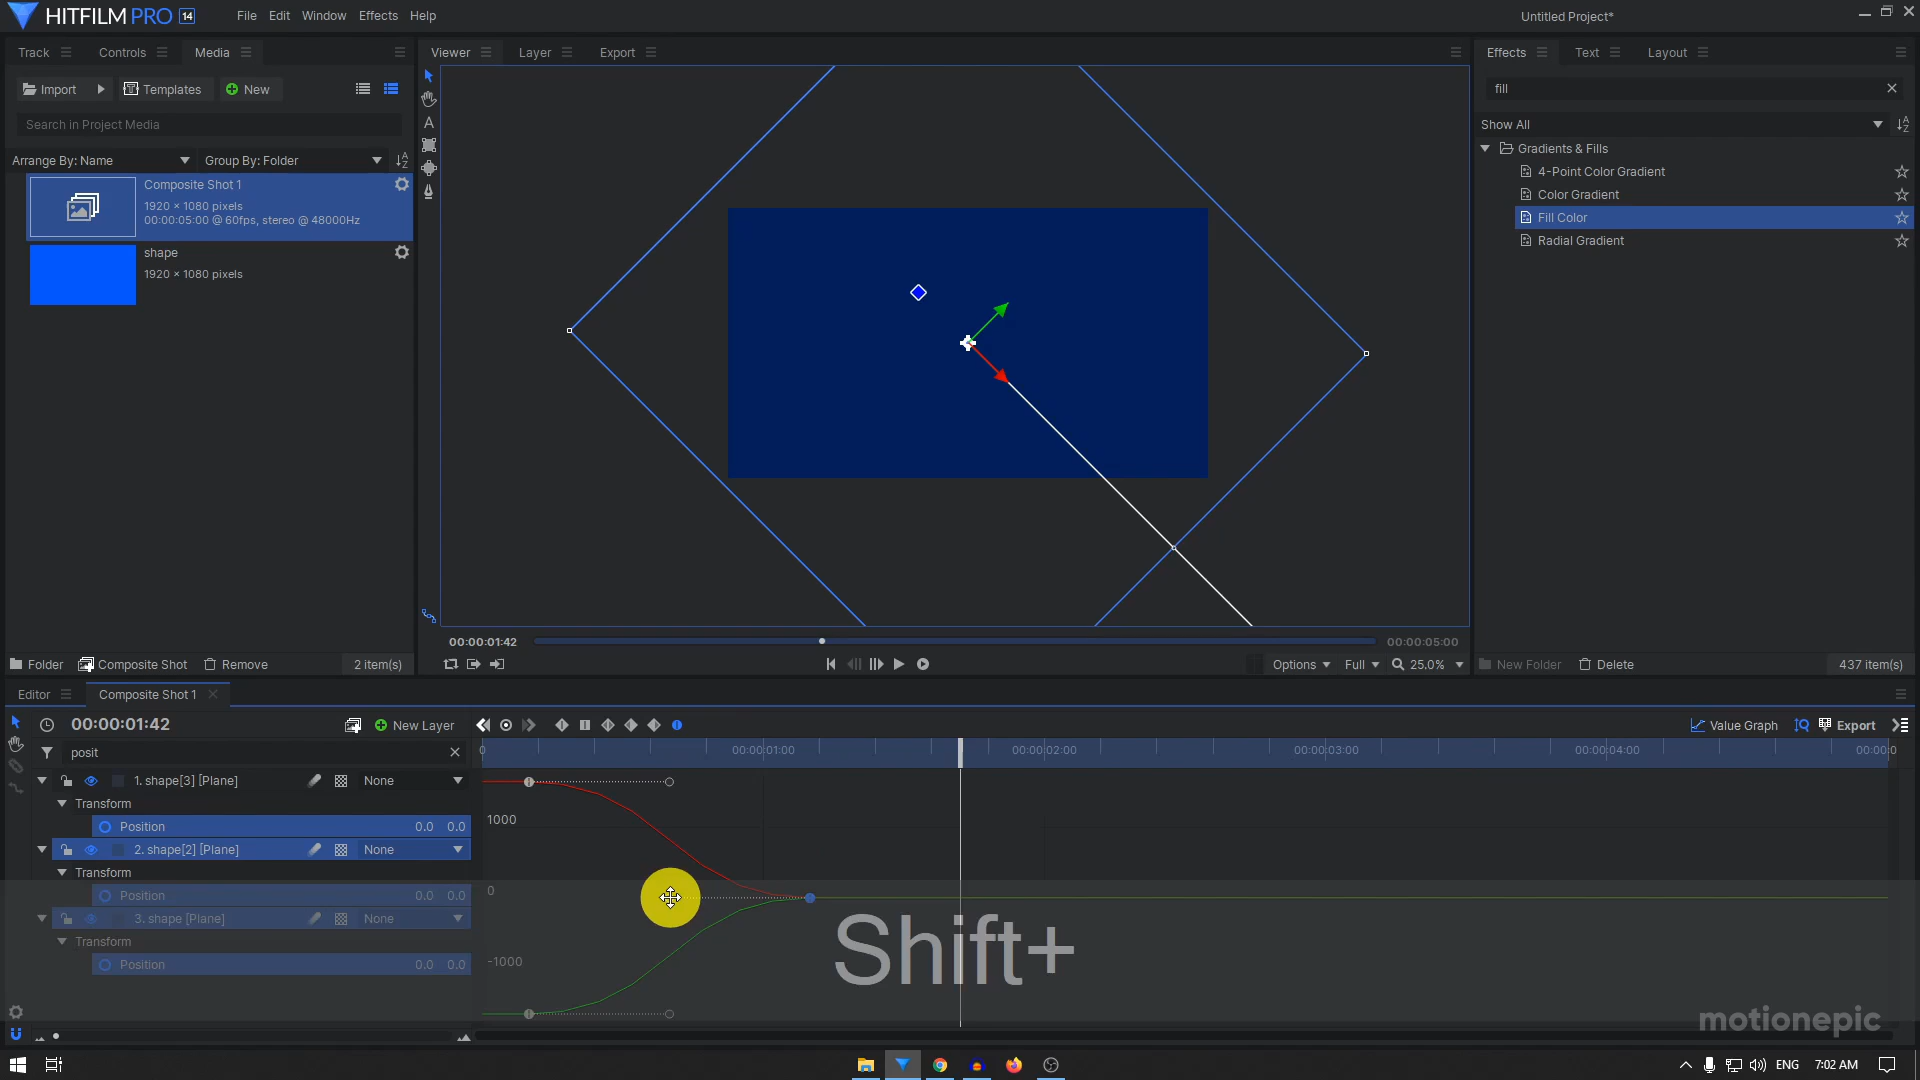 HITFILM PRO 14
File Edit Window Effects Help
Untitled Project*
Track Controls Media
Viewer Layer Export
Effects Text Layout
Import Templates New
fill
Search in Project Media
Show All
Arrange By: Name Group By: Folder
Gradients & Fills
4-Point Color Gradient
Color Gradient
Fill Color
Radial Gradient
Composite Shot 1
1920 × 1080 pixels
00:00:05:00 @ 60fps, stereo @ 48000Hz
shape
1920 × 1080 pixels
A
00:00:01:42
00:00:05:00
Folder Composite Shot Remove 2 item(s)
Options Full 25.0%
New Folder Delete 437 item(s)
Editor Composite Shot 1
00:00:01:42 New Layer
Value Graph Export
posit
0 00:00:01:00 00:00:02:00 00:00:03:00 00:00:04:00 00:00:0
1. shape[3] [Plane] None
Transform
Position 0.0 0.0
2. shape[2] [Plane] None
Transform
Position 0.0 0.0
3. shape [Plane] None
Transform
Position 0.0 0.0
1000
0
-1000
Shift+
motionepic
ENG 7:02 AM